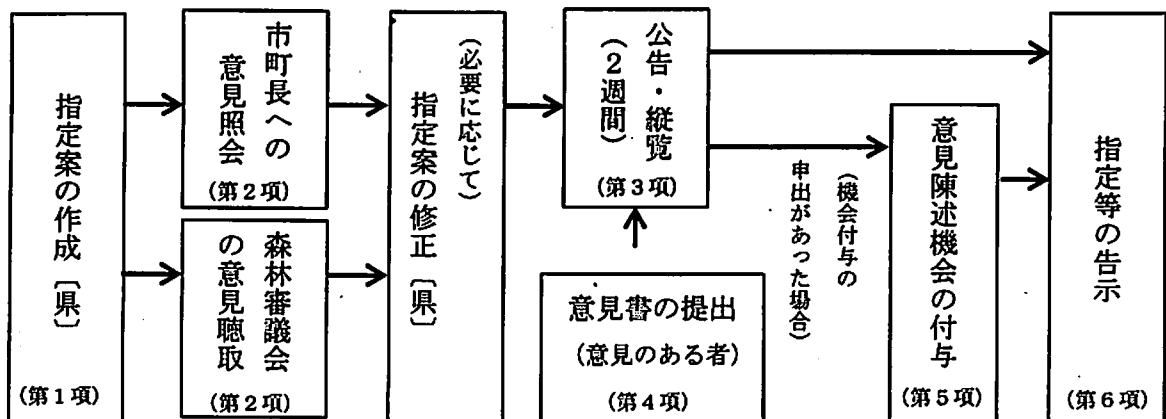 指定案の作成〔県〕
(第1項)
市町長への
意見照会
(第2項)
森林審議会
の意見聴取
(第2項)
(必要に応じて)
指定案の修正〔県〕
公告・縦覧
(2週間)
(第3項)
意見書の提出
(意見のある者)
(第4項)
(機会付与の
申出があった場合)
意見陳述機会の付与
(第5項)
指定等の告示
(第6項)